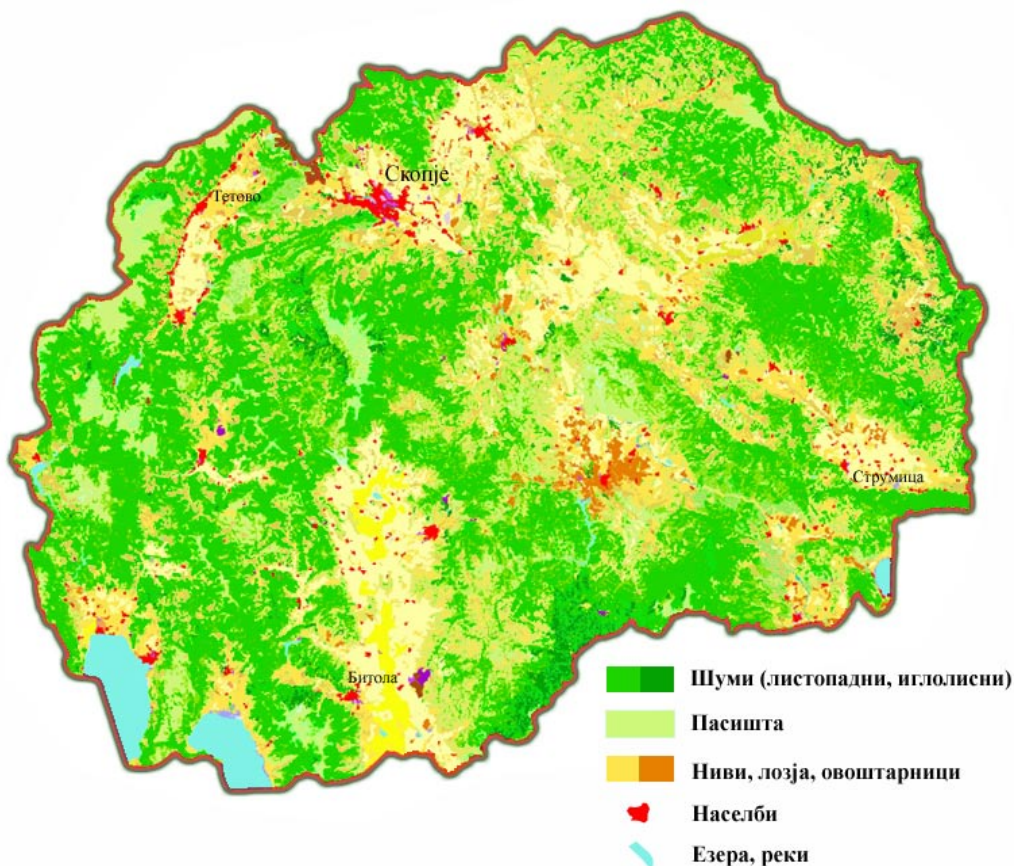 Скопје
Тетово
Струмица
Битола
Шуми (листопадни, иглолисни)
Пасишта
Ниви, лозја, овоштарници
Населби
Езера, реки